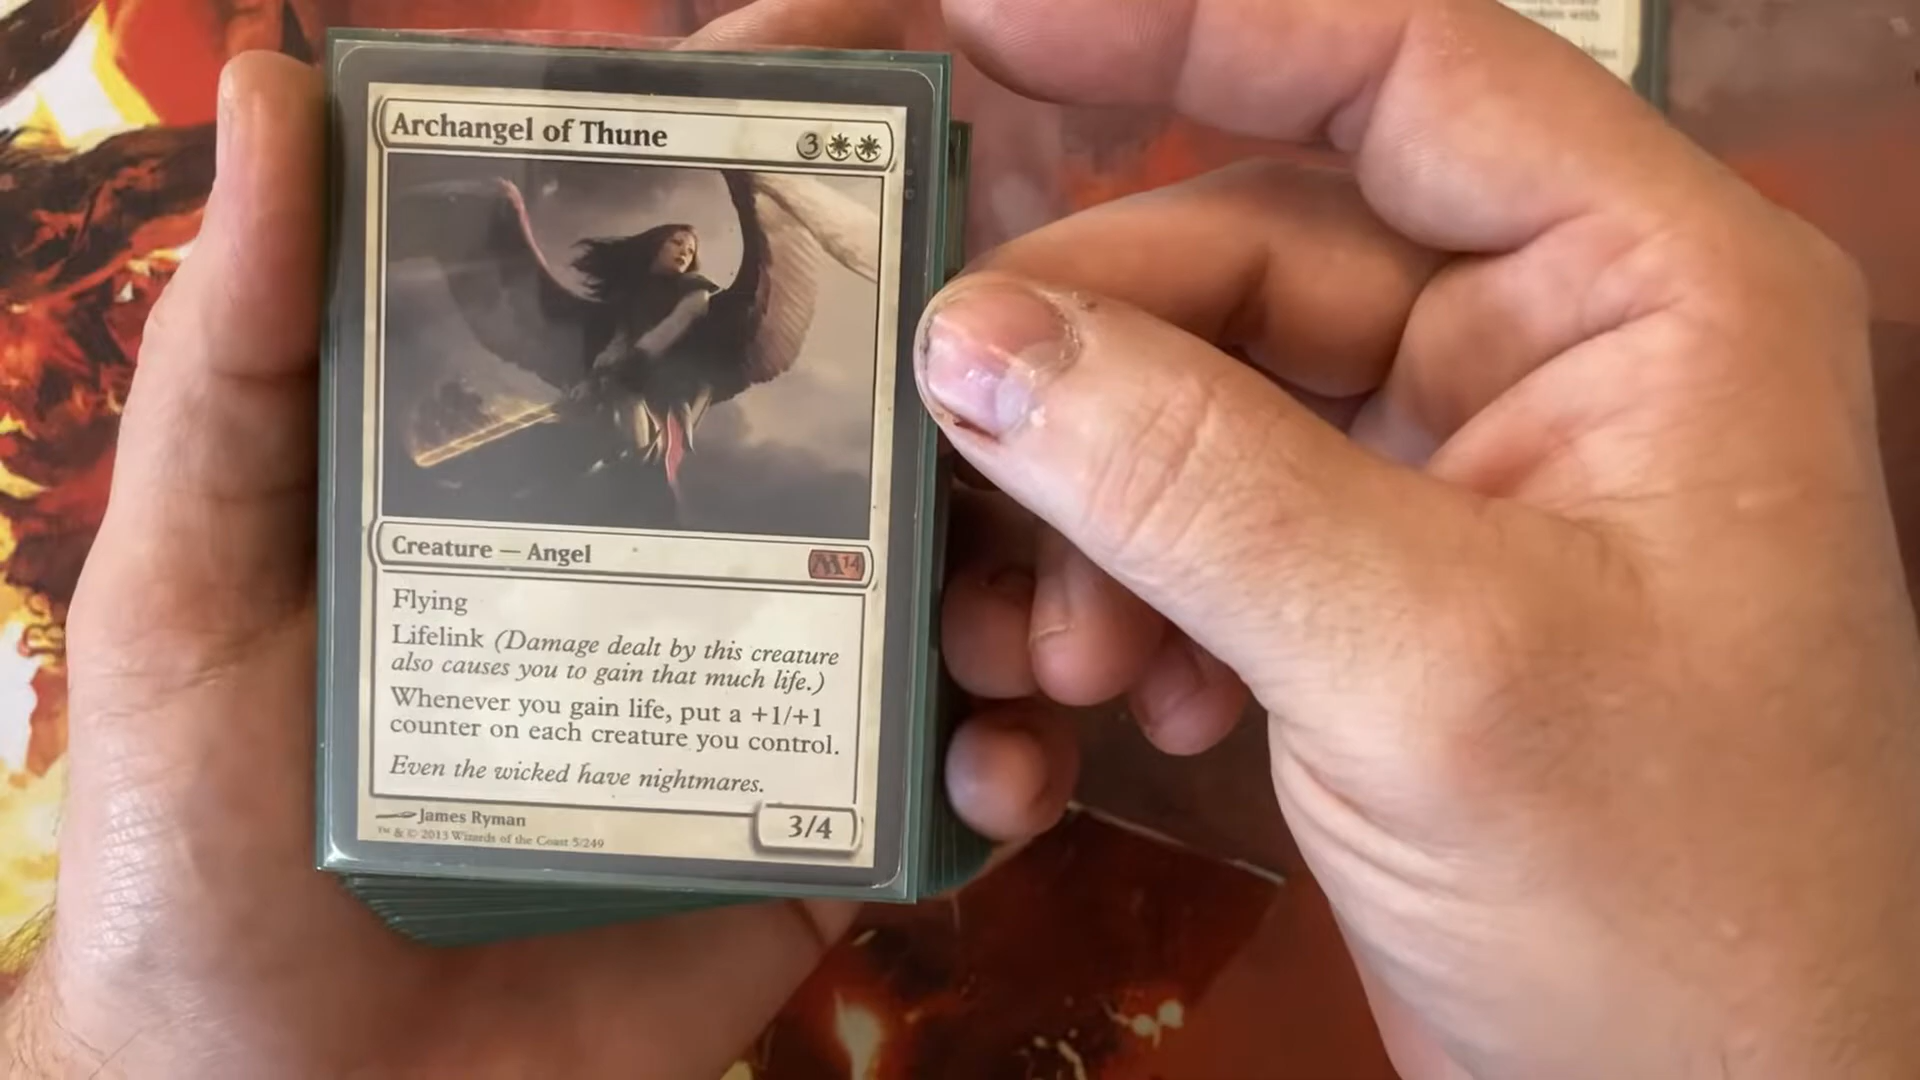 Archangel of Thune
3
Creature — Angel
M14
Flying
Lifelink (Damage dealt by this creature
also causes you to gain that much life.)
Whenever you gain life, put a +1/+1
counter on each creature you control.
Even the wicked have nightmares.
James Ryman
3/4
™ & © 2013 Wizards of the Coast 5/249